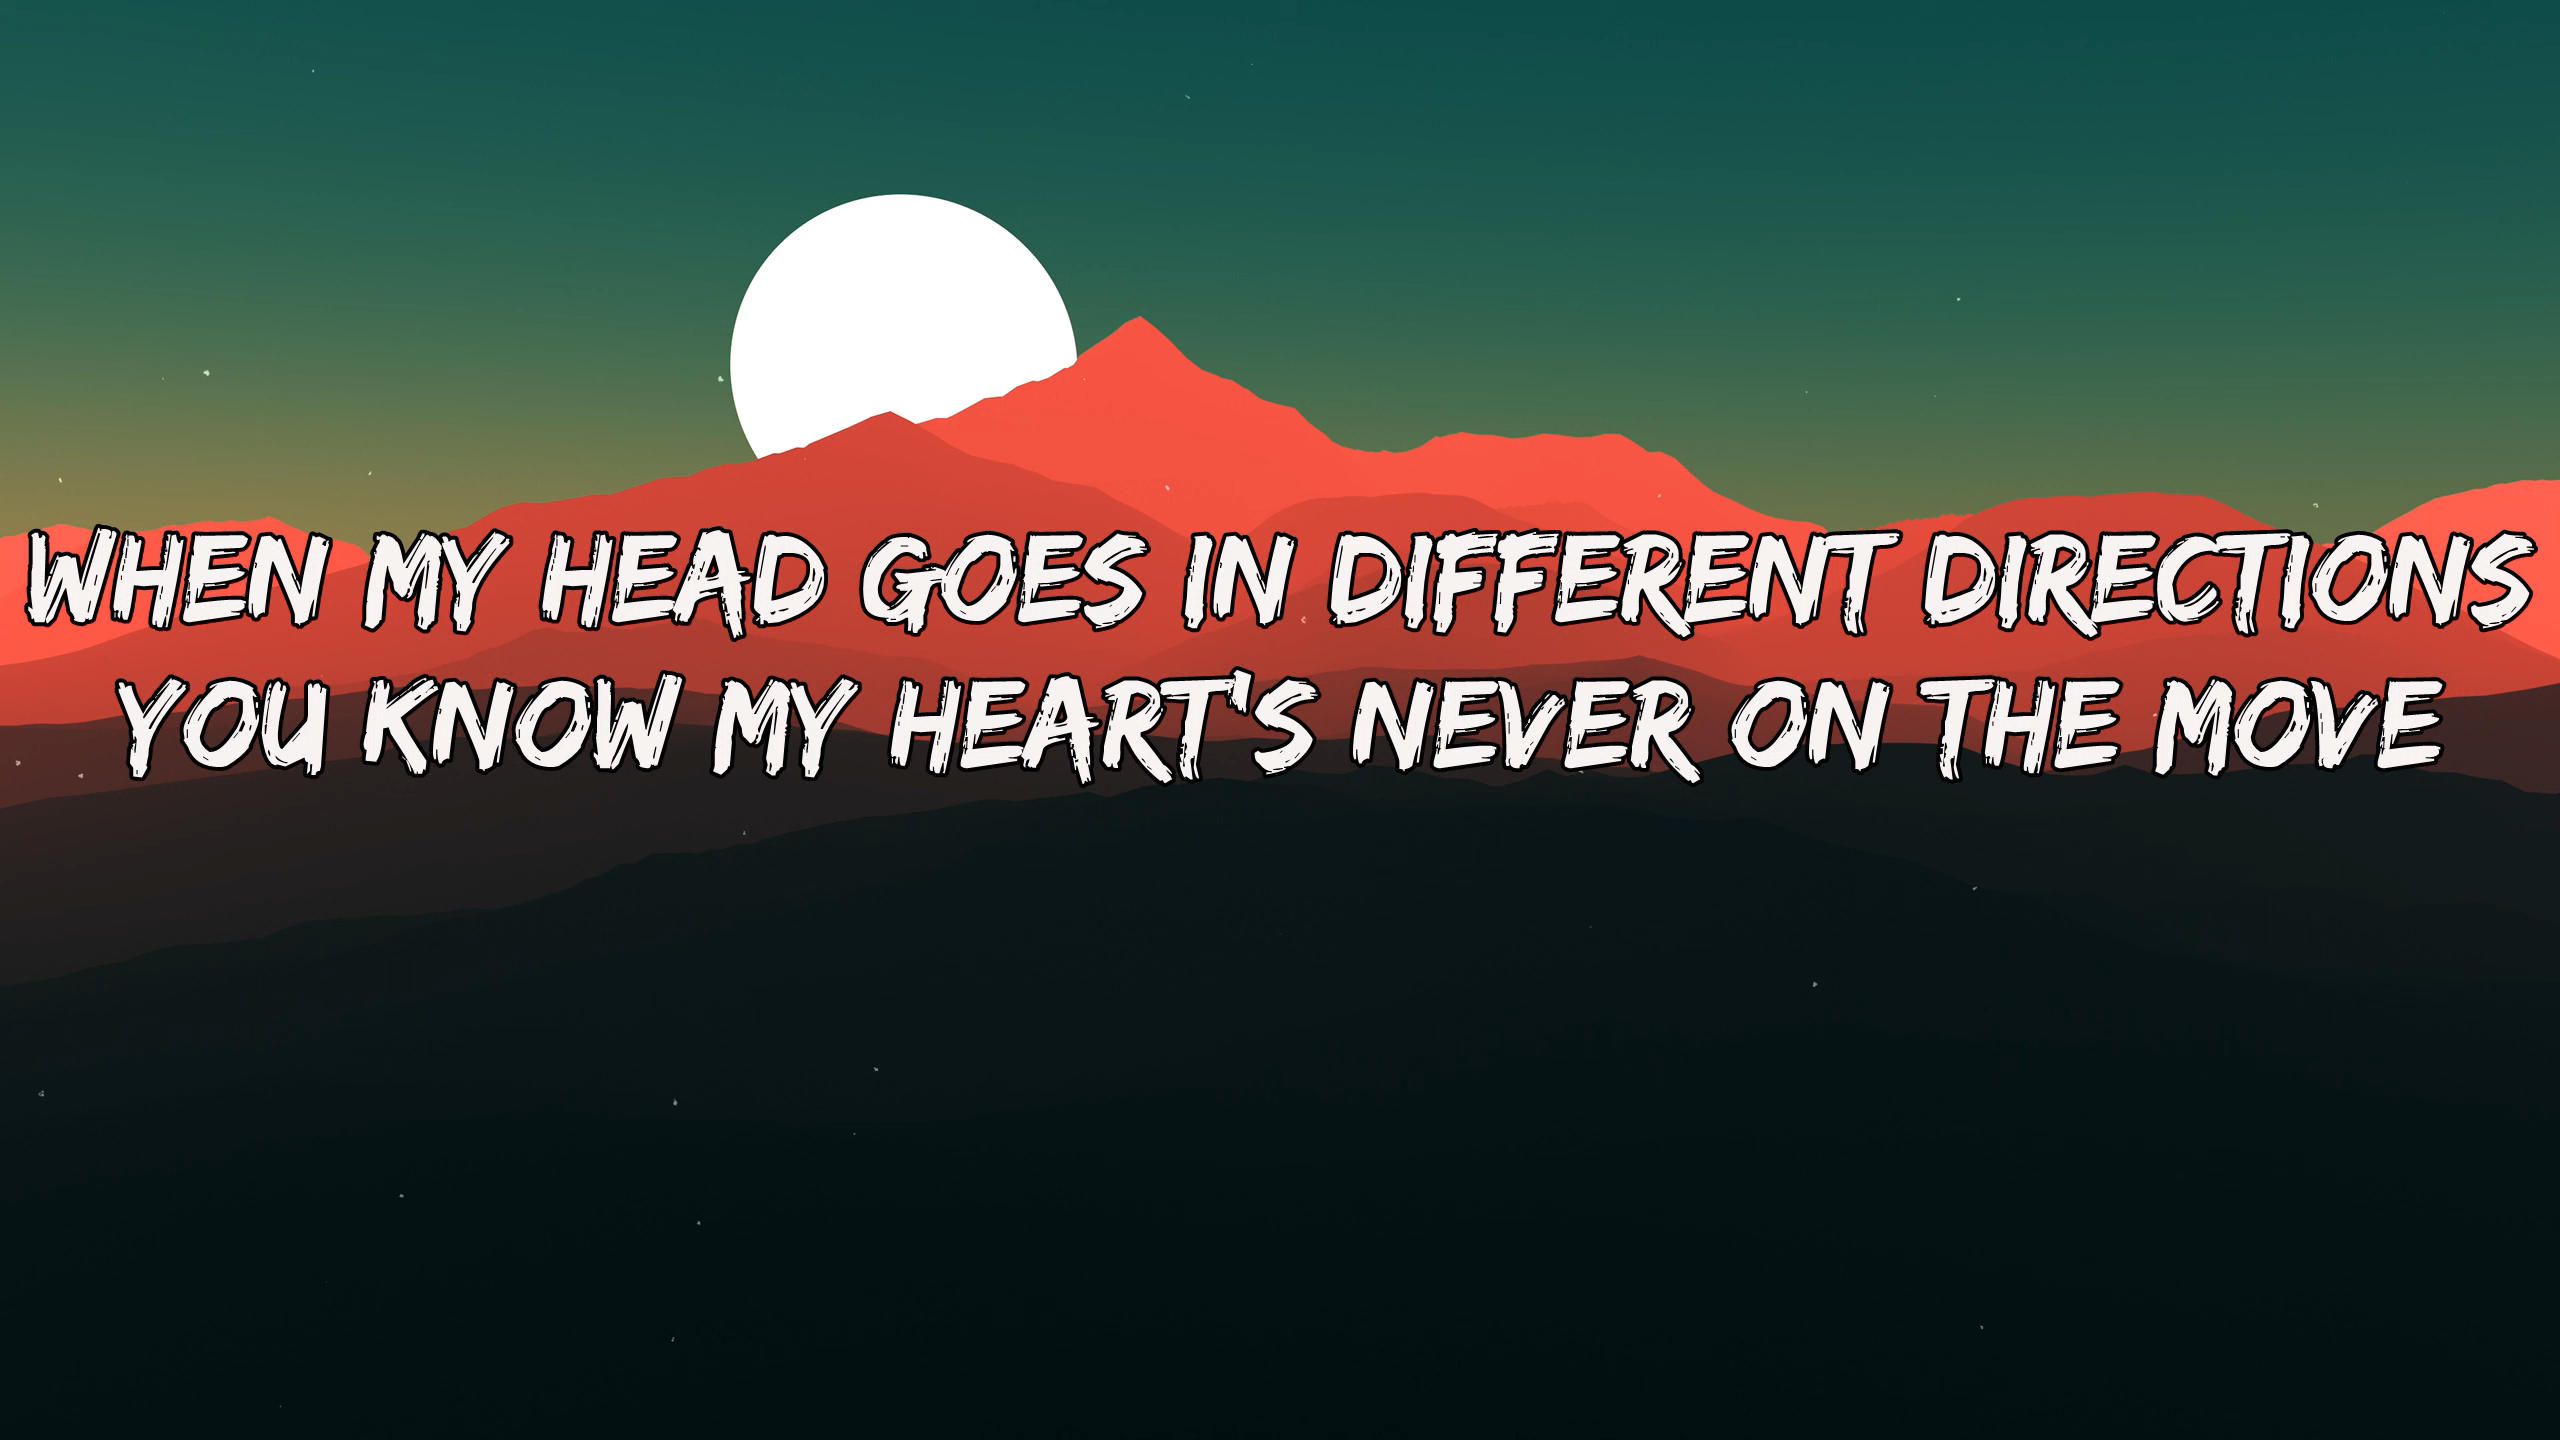 WHEN MY HEAD GOES IN DIFFERENT DIRECTIONS
YOU KNOW MY HEART'S NEVER ON THE MOVE